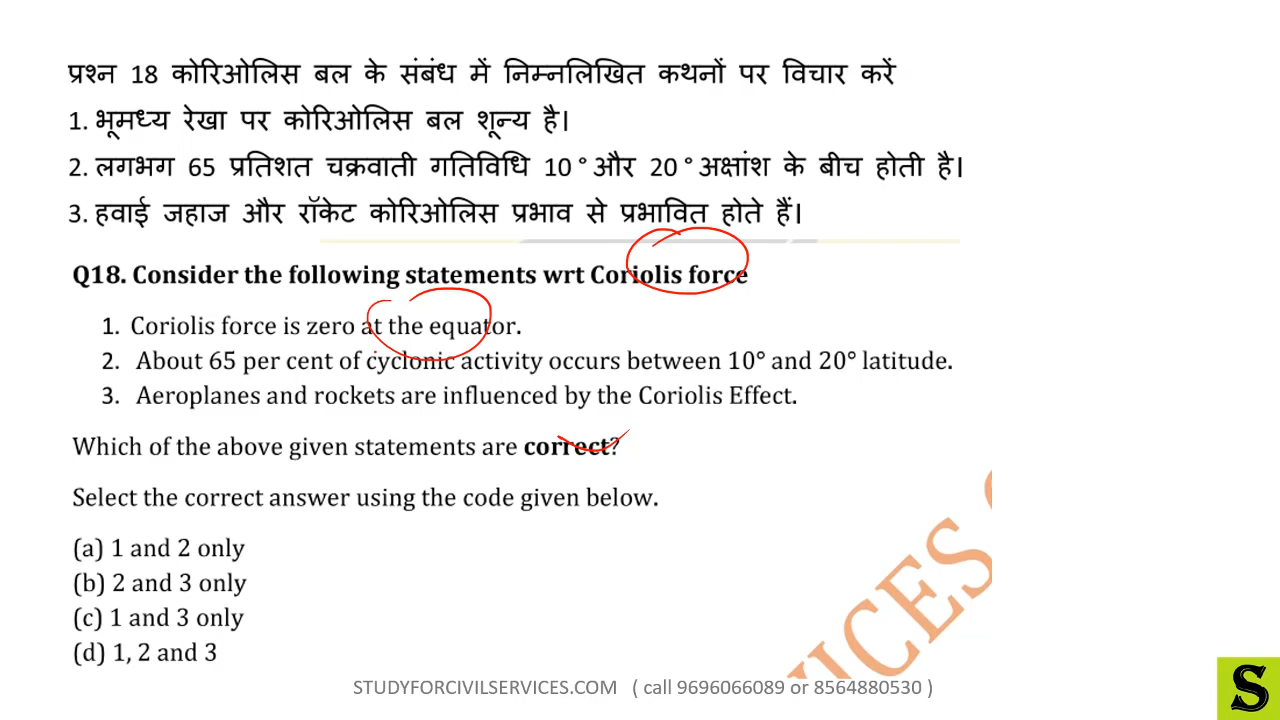 प्रश्न 18 कोरिओलिस बल के संबंध में निम्नलिखित कथनों पर विचार करें
1. भूमध्य रेखा पर कोरिओलिस बल शून्य है।
2. लगभग 65 प्रतिशत चक्रवाती गतिविधि 10 ° और 20 ° अक्षांश के बीच होती है।
3. हवाई जहाज और रॉकेट कोरिओलिस प्रभाव से प्रभावित होते हैं।
Q18. Consider the following statements wrt Coriolis force
1. Coriolis force is zero at the equator.
2. About 65 per cent of cyclonic activity occurs between 10° and 20° latitude.
3. Aeroplanes and rockets are influenced by the Coriolis Effect.
Which of the above given statements are correct?
Select the correct answer using the code given below.
(a) 1 and 2 only
(b) 2 and 3 only
(c) 1 and 3 only
(d) 1, 2 and 3
STUDYFORCIVILSERVICES.COM ( call 9696066089 or 8564880530 )
S